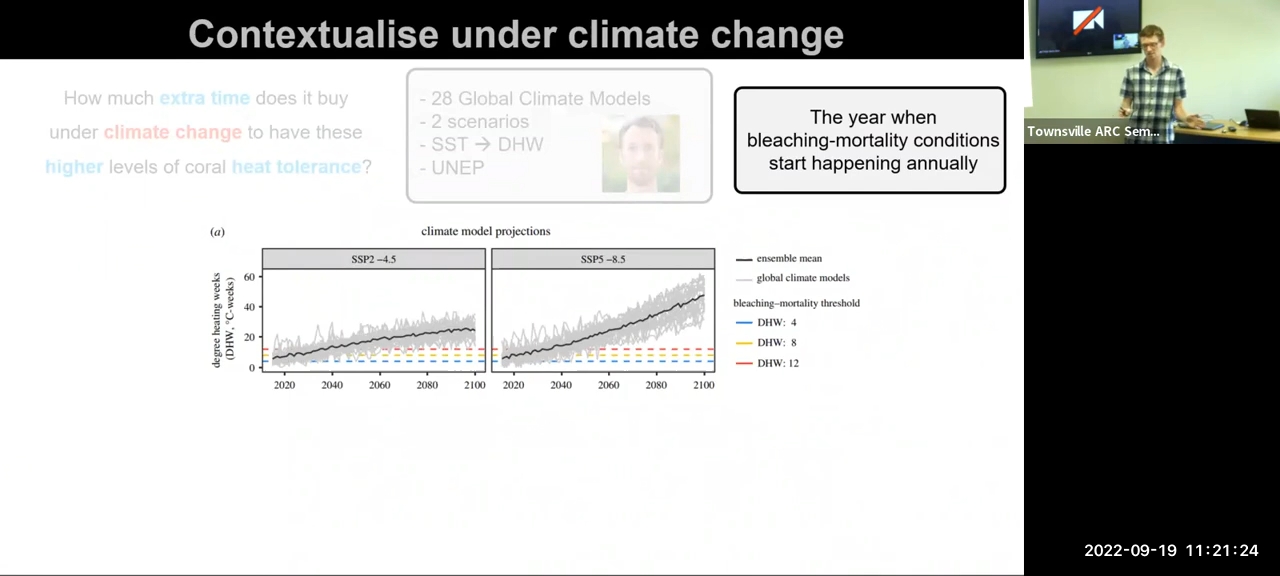 Contextualise under climate change
How much extra time does it buy
under climate change to have these
higher levels of coral heat tolerance?
- 28 Global Climate Models
- 2 scenarios
- SST → DHW
- UNEP
The year when
bleaching-mortality conditions
start happening annually
Townsville ARC Sem...
(a)
climate model projections
SSP2 –4.5
SSP5 –8.5
degree heating weeks
(DHW, °C-weeks)
60
40
20
0
2020 2040 2060 2080 2100
2020 2040 2060 2080 2100
ensemble mean
global climate models
bleaching–mortality threshold
DHW: 4
DHW: 8
DHW: 12
2022-09-19 11:21:24